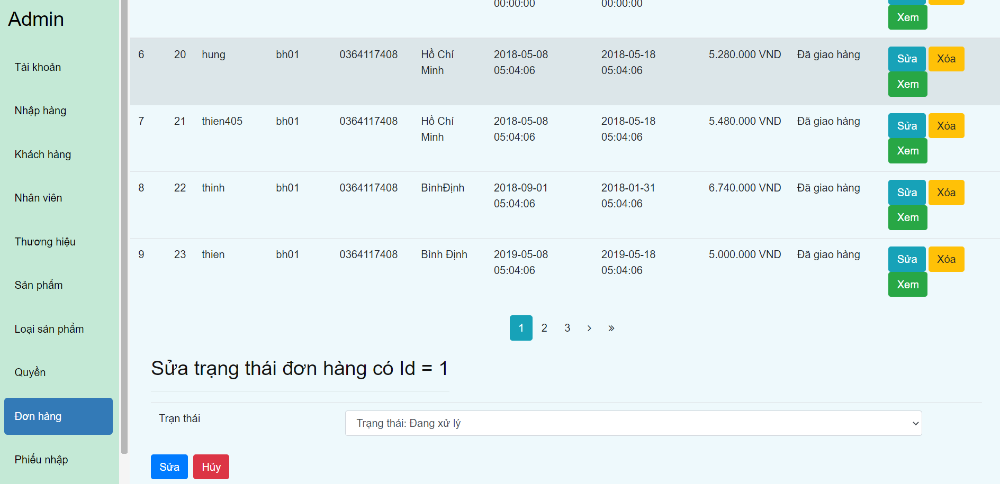 Admin
Tài khoản
Nhập hàng
Khách hàng
Nhân viên
Thương hiệu
Sản phẩm
Loại sản phẩm
Quyền
Đơn hàng
Phiếu nhập
00:00:00 00:00:00
Xem
6 20 hung bh01 0364117408 Hồ Chí 2018-05-08 2018-05-18 5.280.000 VND Đã giao hàng Sửa Xóa
Minh 05:04:06 05:04:06
Xem
7 21 thien405 bh01 0364117408 Hồ Chí 2018-05-08 2018-05-18 5.480.000 VND Đã giao hàng Sửa Xóa
Minh 05:04:06 05:04:06
Xem
8 22 thinh bh01 0364117408 BìnhĐịnh 2018-09-01 2018-01-31 6.740.000 VND Đã giao hàng Sửa Xóa
05:04:06 05:04:06
Xem
9 23 thien bh01 0364117408 Bình Định 2019-05-08 2019-05-18 5.000.000 VND Đã giao hàng Sửa Xóa
05:04:06 05:04:06
Xem
1 2 3 › »
Sửa trạng thái đơn hàng có Id = 1
Trạn thái Trạng thái: Đang xử lý
Sửa Hủy